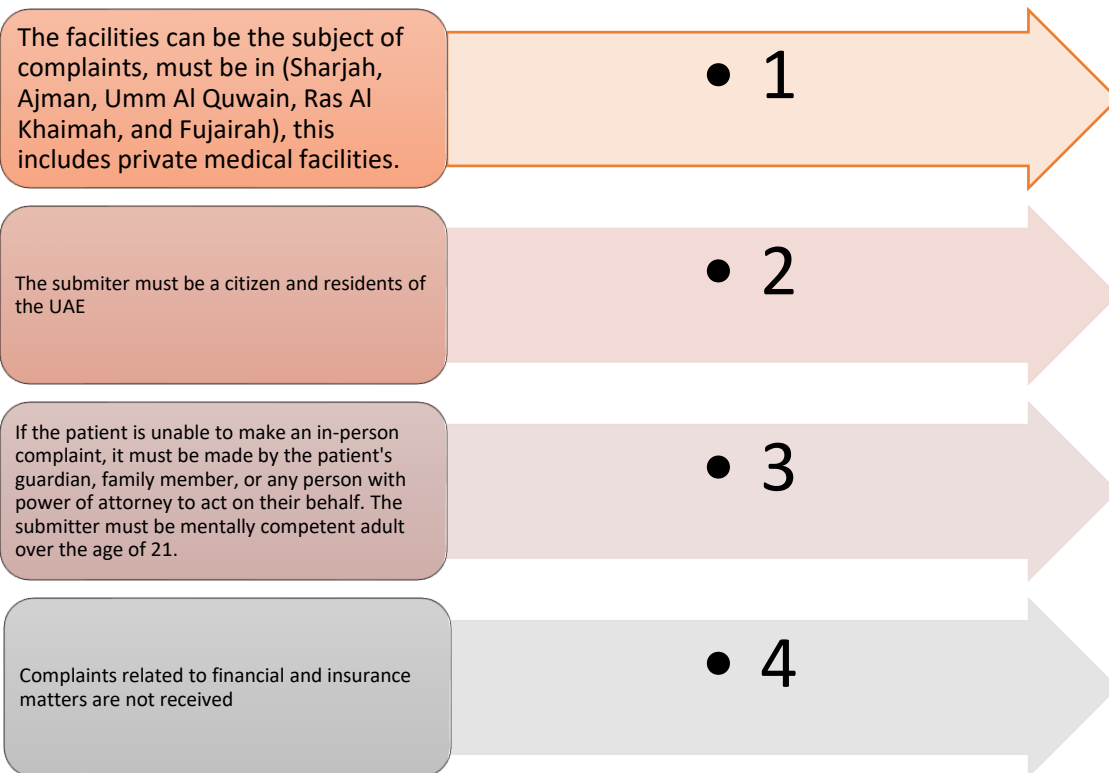 The facilities can be the subject of
complaints, must be in (Sharjah,
Ajman, Umm Al Quwain, Ras Al
Khaimah, and Fujairah), this
includes private medical facilities.
• 1
The submiter must be a citizen and residents of
the UAE
• 2
If the patient is unable to make an in-person
complaint, it must be made by the patient's
guardian, family member, or any person with
power of attorney to act on their behalf. The
submitter must be mentally competent adult
over the age of 21.
• 3
Complaints related to financial and insurance
matters are not received
• 4